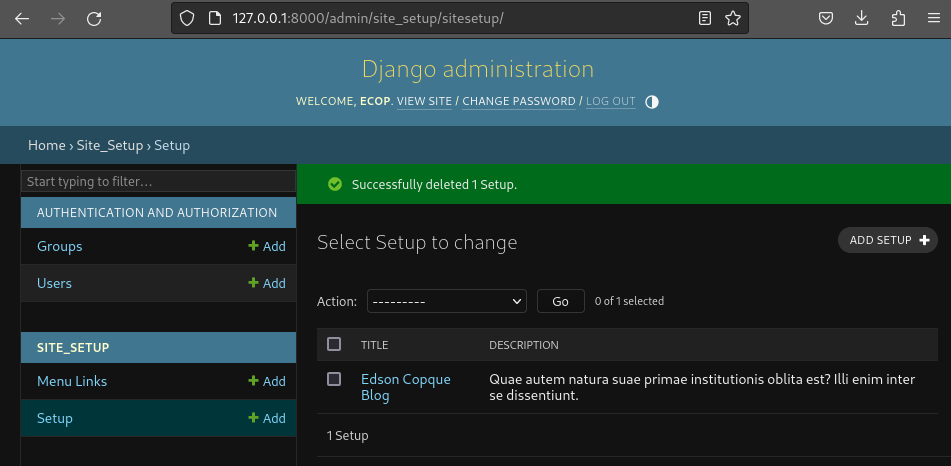 127.0.0.1:8000/admin/site_setup/sitesetup/
Django administration
WELCOME, ECOP. VIEW SITE / CHANGE PASSWORD / LOG OUT
Home › Site_Setup › Setup
Start typing to filter...
AUTHENTICATION AND AUTHORIZATION
Groups + Add
Users + Add
SITE_SETUP
Menu Links + Add
Setup + Add
Successfully deleted 1 Setup.
Select Setup to change
ADD SETUP +
Action: --------- Go 0 of 1 selected
TITLE DESCRIPTION
Edson Copque Quae autem natura suae primae institutionis oblita est? Illi enim inter
Blog se dissentiunt.
1 Setup